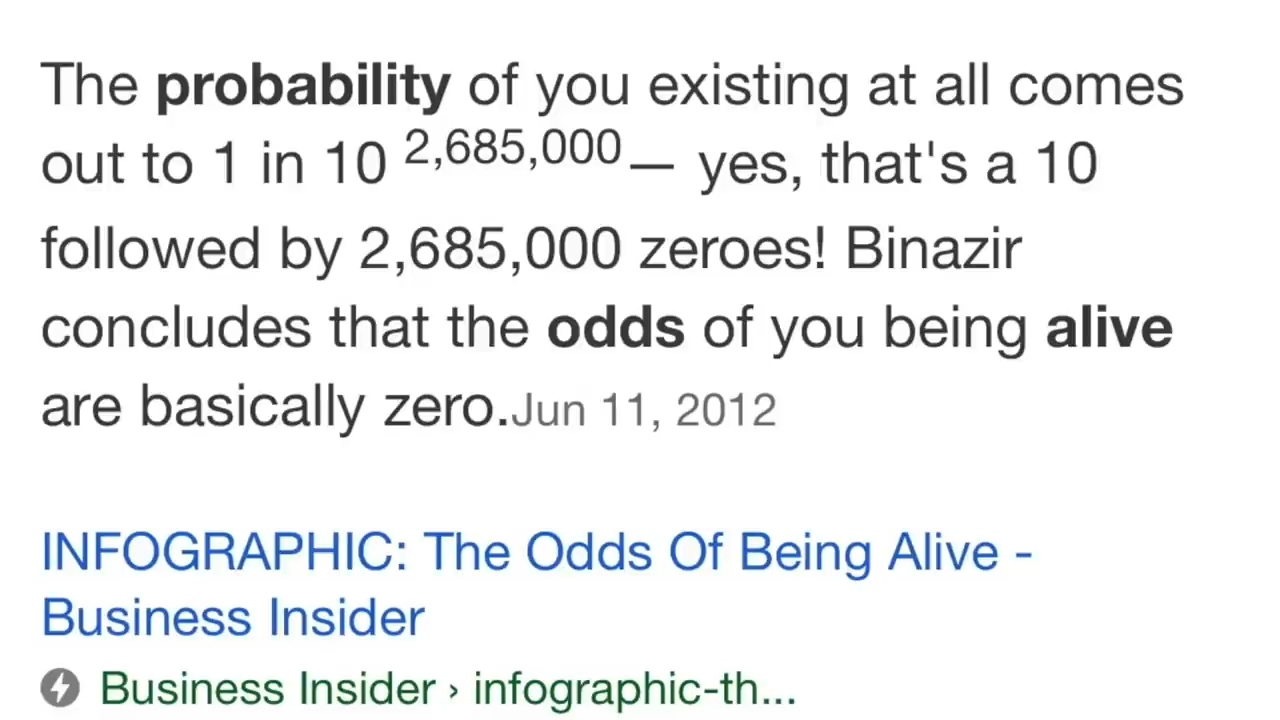 The probability of you existing at all comes
out to 1 in 10 2,685,000 — yes, that's a 10
followed by 2,685,000 zeroes! Binazir
concludes that the odds of you being alive
are basically zero.Jun 11, 2012
INFOGRAPHIC: The Odds Of Being Alive -
Business Insider
Business Insider › infographic-th...